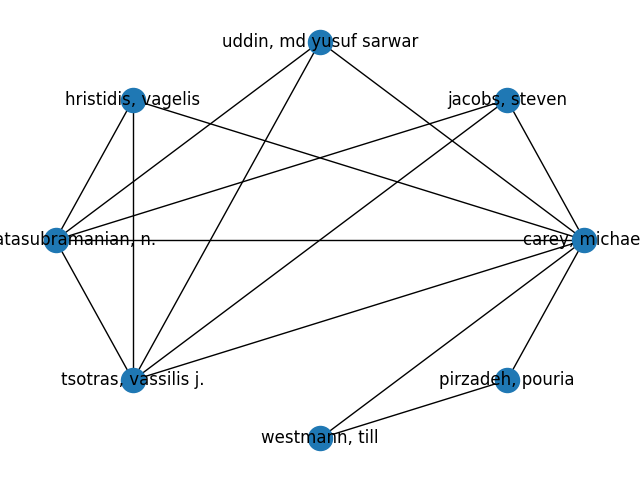 uddin, md yusuf sarwar
hristidis, vagelis
jacobs, steven
atasubramanian, n.
carey, michae
tsotras, vassilis j.
pirzadeh, pouria
westmann, till